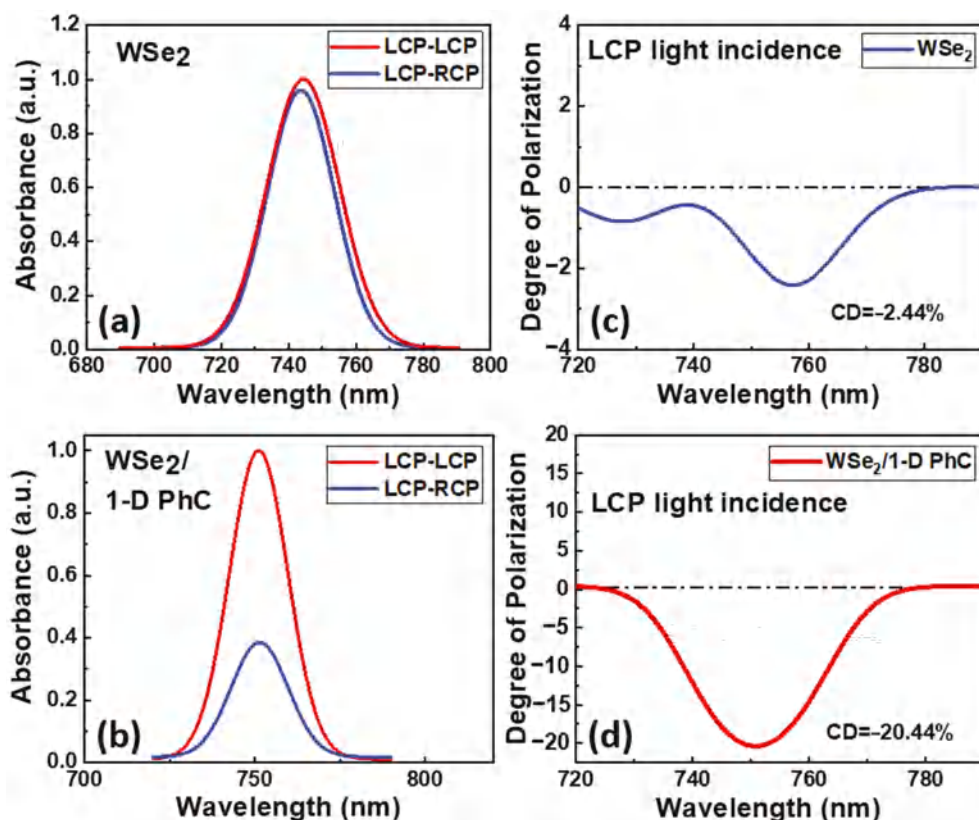 WSe2
LCP-LCP
LCP-RCP
Absorbance (a.u.)
1.0
0.8
0.6
0.4
0.2
0.0
(a)
680 700 720 740 760 780 800
Wavelength (nm)
LCP light incidence
WSe2
Degree of Polarization
4
2
0
−2
−4
(c)
CD=−2.44%
720 740 760 780
Wavelength (nm)
WSe2/
1-D PhC
LCP-LCP
LCP-RCP
Absorbance (a.u.)
1.0
0.8
0.6
0.4
0.2
0.0
(b)
700 750 800
Wavelength (nm)
WSe2/1-D PhC
LCP light incidence
Degree of Polarization
20
15
10
5
0
−5
−10
−15
−20
(d)
CD=−20.44%
720 740 760 780
Wavelength (nm)